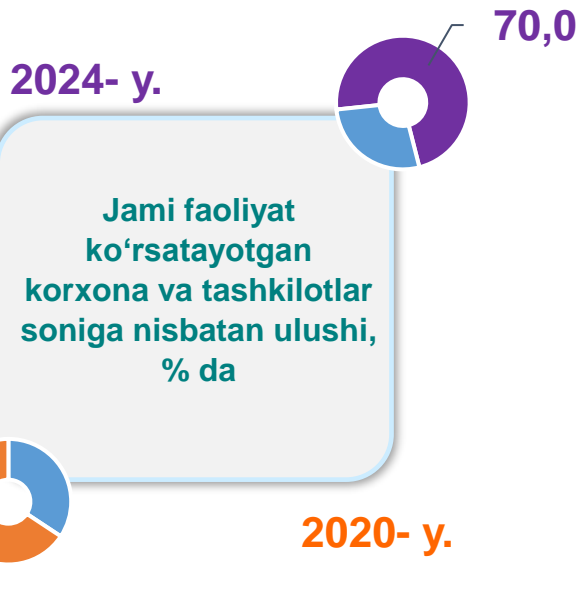 70,0
2024- y.
Jami faoliyat
ko‘rsatayotgan
korxona va tashkilotlar
soniga nisbatan ulushi,
% da
2020- y.